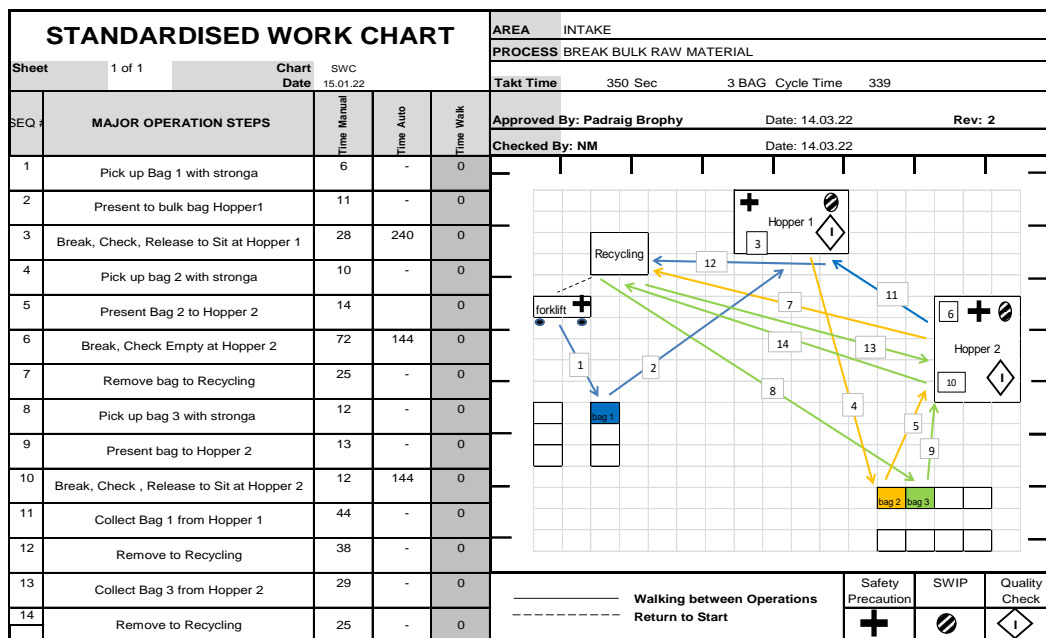 STANDARDISED WORK CHART
Sheet 1 of 1 Chart SWC
Date 15.01.22
AREA INTAKE
PROCESS BREAK BULK RAW MATERIAL
Takt Time 350 Sec 3 BAG Cycle Time 339
Approved By: Padraig Brophy Date: 14.03.22 Rev: 2
Checked By: NM Date: 14.03.22
SEQ # MAJOR OPERATION STEPS Time Manual Time Auto Time Walk
1 Pick up Bag 1 with stronga 6 - 0
2 Present to bulk bag Hopper1 11 - 0
3 Break, Check, Release to Sit at Hopper 1 28 240 0
4 Pick up bag 2 with stronga 10 - 0
5 Present Bag 2 to Hopper 2 14 - 0
6 Break, Check Empty at Hopper 2 72 144 0
7 Remove bag to Recycling 25 - 0
8 Pick up bag 3 with stronga 12 - 0
9 Present bag to Hopper 2 13 - 0
10 Break, Check , Release to Sit at Hopper 2 12 144 0
11 Collect Bag 1 from Hopper 1 44 - 0
12 Remove to Recycling 38 - 0
13 Collect Bag 3 from Hopper 2 29 - 0
14 Remove to Recycling 25 - 0
Hopper 1
I
3
Recycling
12
11
forklift
7
6
14
13
Hopper 2
10
I
1
2
8
4
5
9
bag 1
bag 2
bag 3
Walking between Operations
Return to Start
Safety Precaution
SWIP
Quality Check
I